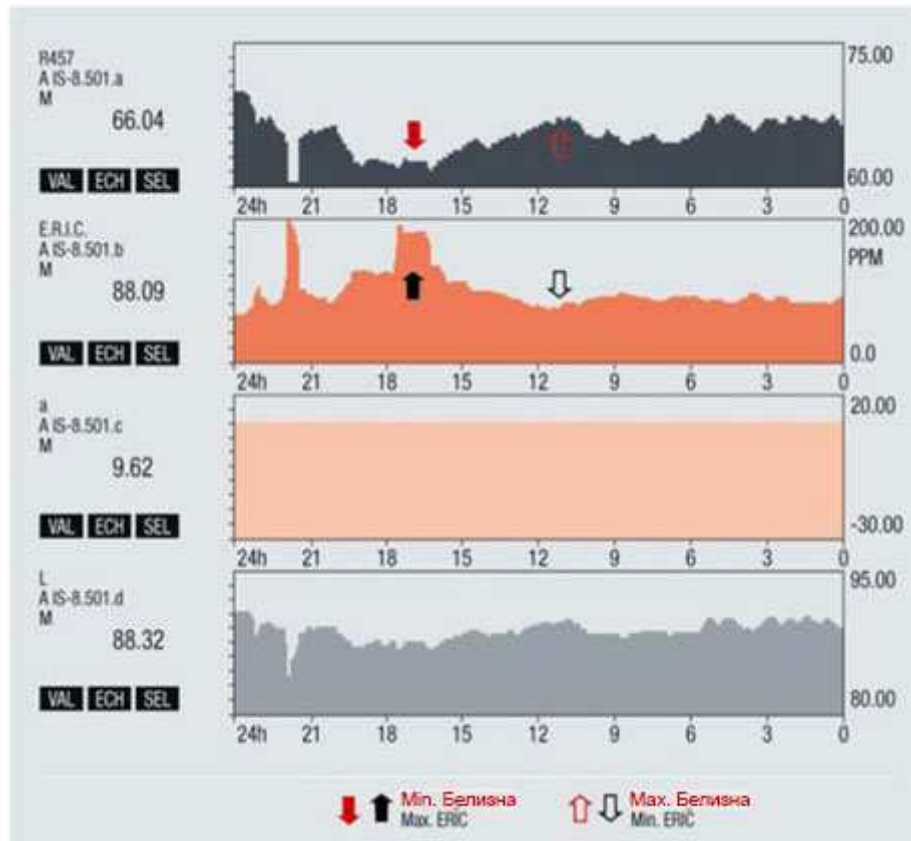 R457
A IS-8.501.a
M
66.04
VAL ECH SEL
75.00
60.00
24h 21 18 15 12 9 6 3 0
E.R.I.C.
A IS-8.501.b
M
88.09
VAL ECH SEL
200.00
PPM
0.0
24h 21 18 15 12 9 6 3 0
a
A IS-8.501.c
M
9.62
VAL ECH SEL
20.00
-30.00
24h 21 18 15 12 9 6 3 0
L
A IS-8.501.d
M
88.32
VAL ECH SEL
95.00
80.00
24h 21 18 15 12 9 6 3 0
Min. Белизна
Max. ERIC
Max. Белизна
Min. ERIC